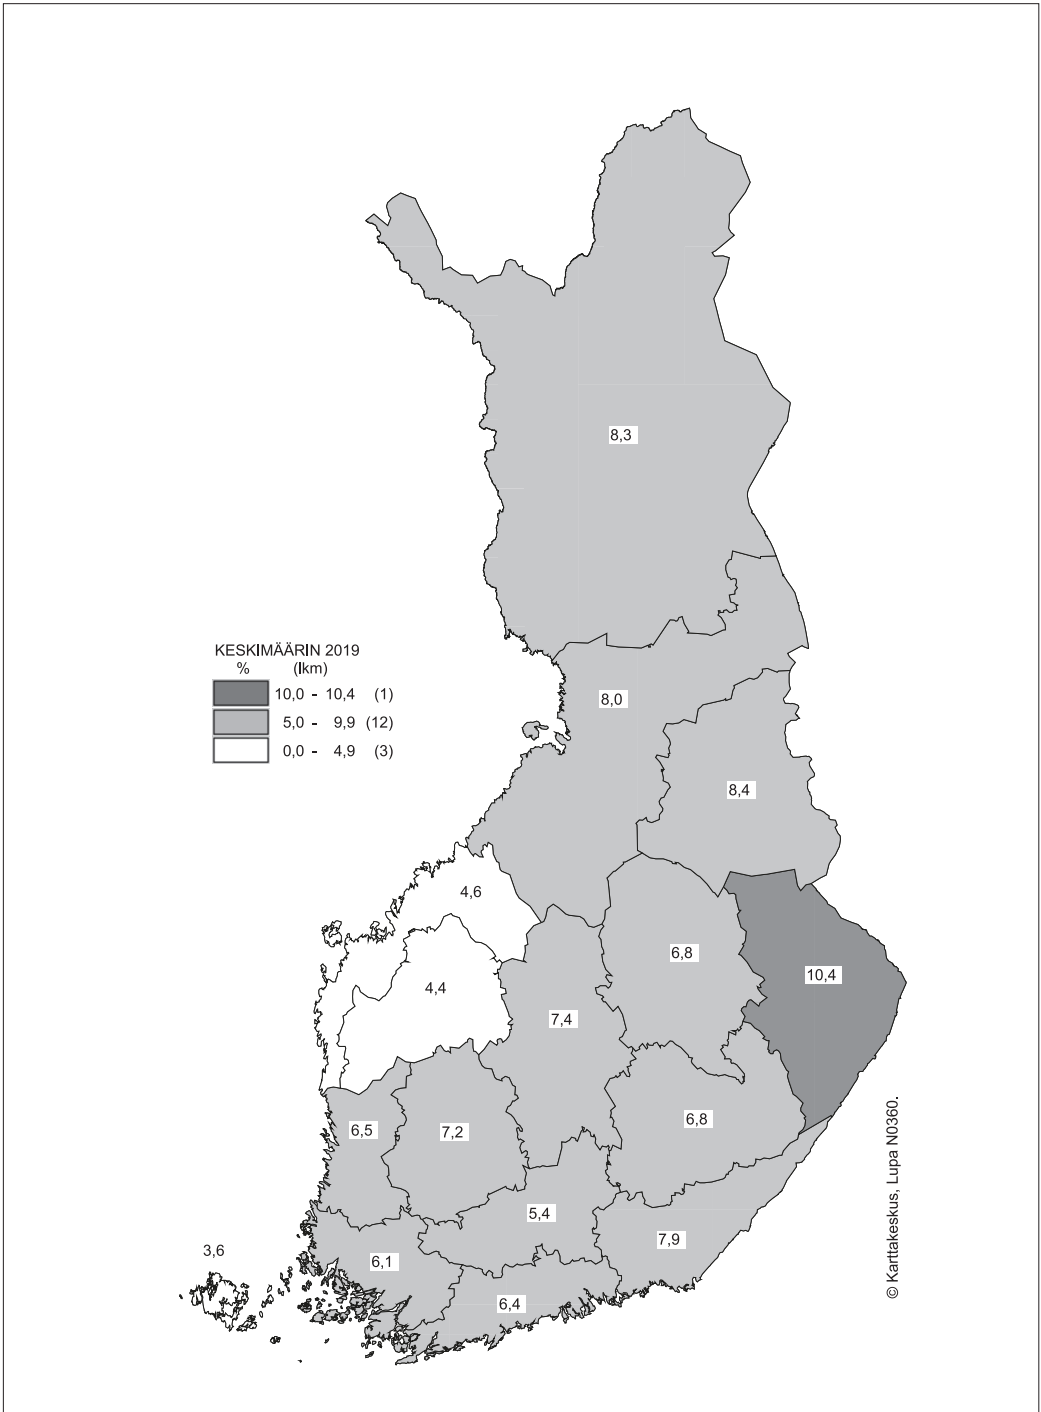 8,3
KESKIMÄÄRIN 2019
% (lkm)
10,0 - 10,4 (1)
5,0 - 9,9 (12)
0,0 - 4,9 (3)
8,0
8,4
4,6
6,8
10,4
4,4
7,4
6,8
6,5
7,2
5,4
7,9
3,6
6,1
6,4
© Karttakeskus, Lupa N0360.